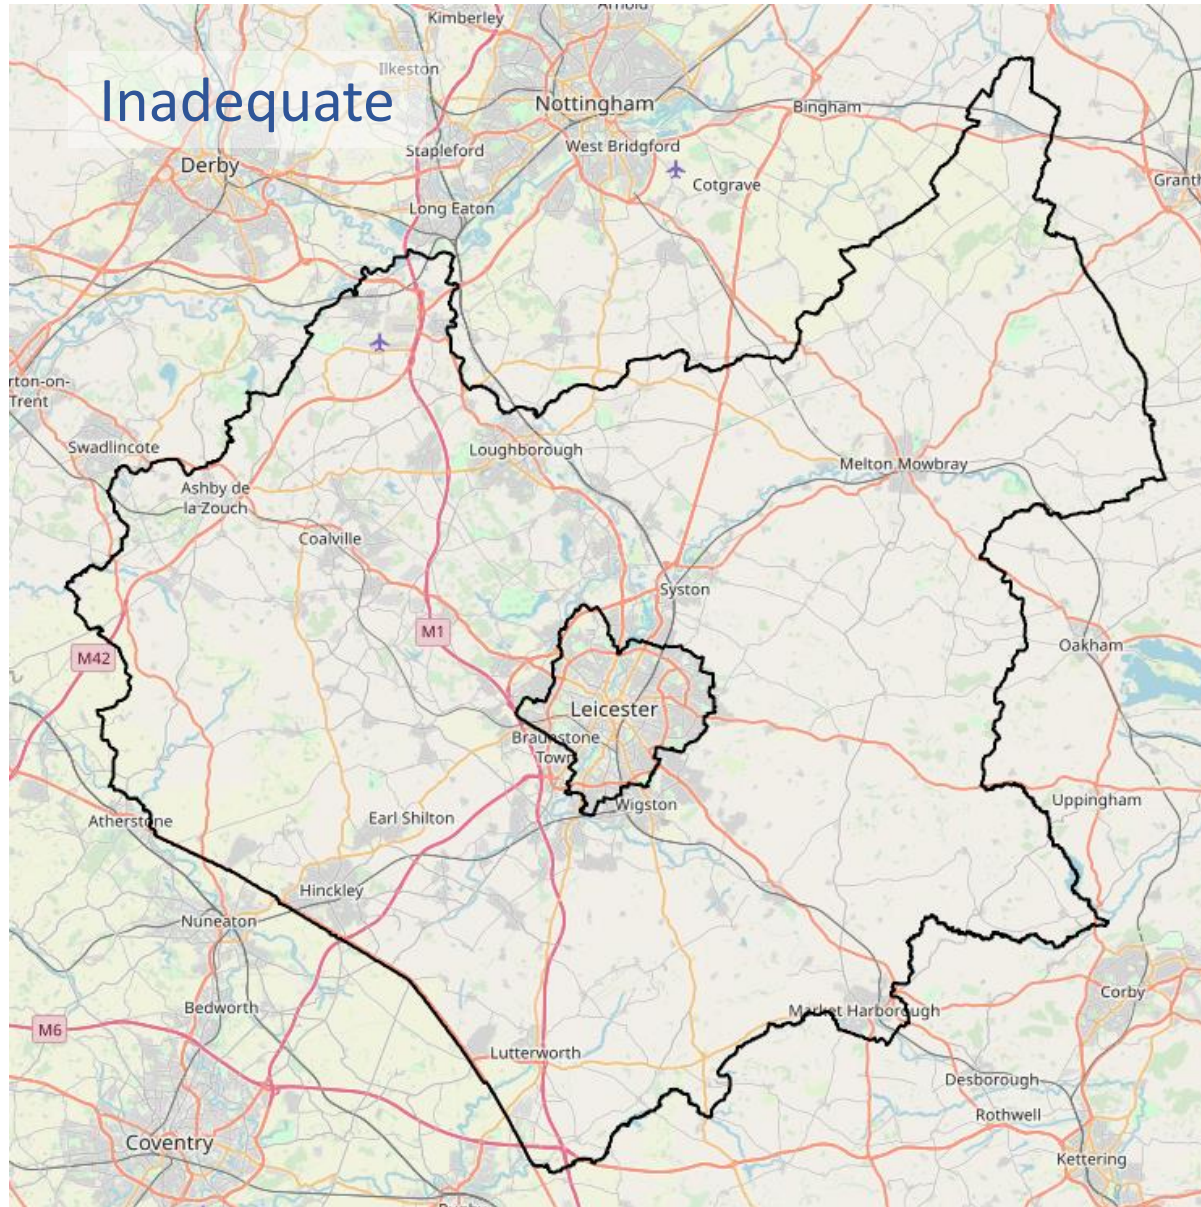 Kimberley
Ilkeston
Inadequate
Nottingham
Bingham
Stapleford
West Bridgford
Derby
Cotgrave
Long Eaton
rton-on-
Trent
Swadlincote
Loughborough
Melton Mowbray
Ashby de
la-Zouch
Coalville
Syston
M1
Oakham
M42
Leicester
Braunstone
Town
Uppingham
Wigston
Atherstone
Earl Shilton
Hinckley
Nuneaton
Corby
Bedworth
Market Harborough
M6
Lutterworth
Desborough
Rothwell
Coventry
Kettering